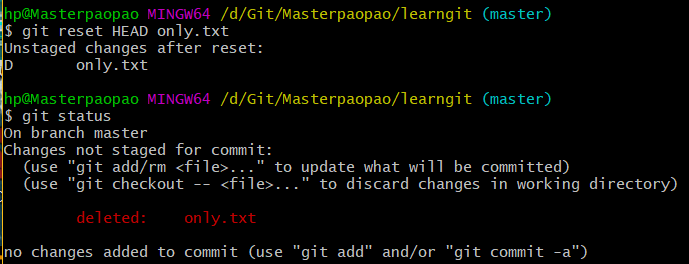 hp@Masterpaopao MINGW64 /d/Git/Masterpaopao/learngit (master)
$ git reset HEAD only.txt
Unstaged changes after reset:
D       only.txt
hp@Masterpaopao MINGW64 /d/Git/Masterpaopao/learngit (master)
$ git status
On branch master
Changes not staged for commit:
  (use "git add/rm <file>..." to update what will be committed)
  (use "git checkout -- <file>..." to discard changes in working directory)
        deleted:    only.txt
no changes added to commit (use "git add" and/or "git commit -a")